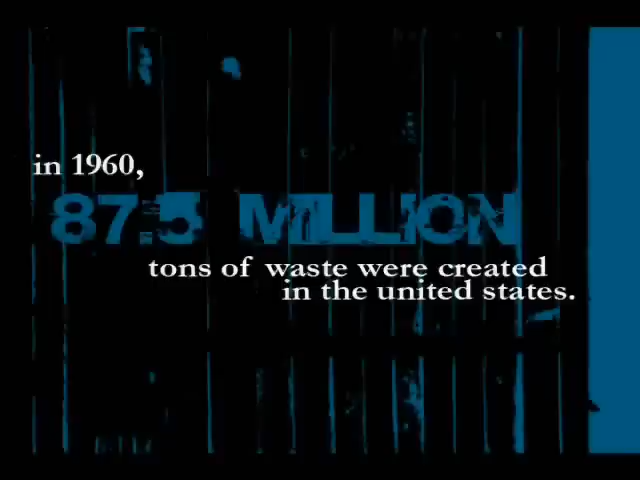 in 1960,
87.5 MILLION
tons of waste were created
in the united states.